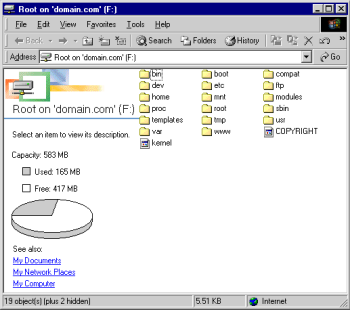 Root on 'domain.com' (F:)
File Edit View Favorites Tools Help
Back Search Folders History
Address Root on 'domain.com' (F:) Go
Root on 'domain.com' (F:)
Select an item to view its description.
Capacity: 583 MB
Used: 165 MB
Free: 417 MB
See also:
My Documents
My Network Places
My Computer
bin boot compat
dev etc ftp
home mnt modules
proc root sbin
templates tmp usr
var www COPYRIGHT
kernel
19 object(s) (plus 2 hidden) 5.51 KB Internet